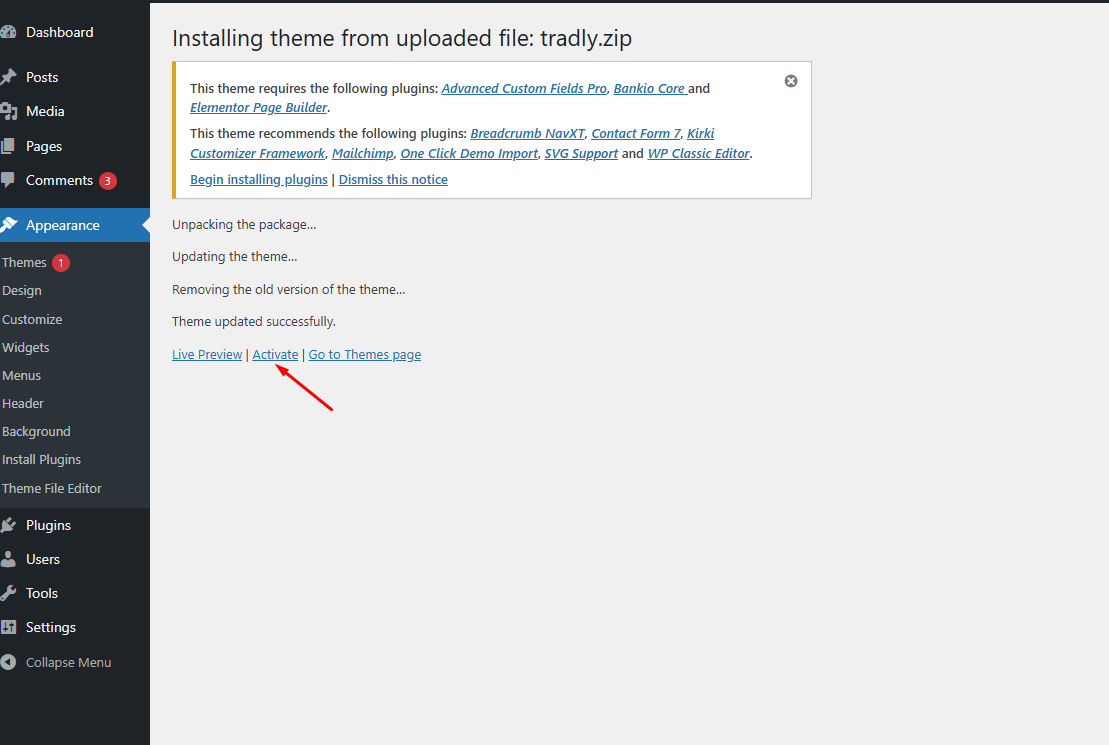 Dashboard
Posts
Media
Pages
Comments 3
Appearance
Themes 1
Design
Customize
Widgets
Menus
Header
Background
Install Plugins
Theme File Editor
Plugins
Users
Tools
Settings
Collapse Menu
Installing theme from uploaded file: tradly.zip
This theme requires the following plugins: Advanced Custom Fields Pro, Bankio Core and
Elementor Page Builder.
This theme recommends the following plugins: Breadcrumb NavXT, Contact Form 7, Kirki
Customizer Framework, Mailchimp, One Click Demo Import, SVG Support and WP Classic Editor.
Begin installing plugins | Dismiss this notice
Unpacking the package…
Updating the theme…
Removing the old version of the theme…
Theme updated successfully.
Live Preview | Activate | Go to Themes page